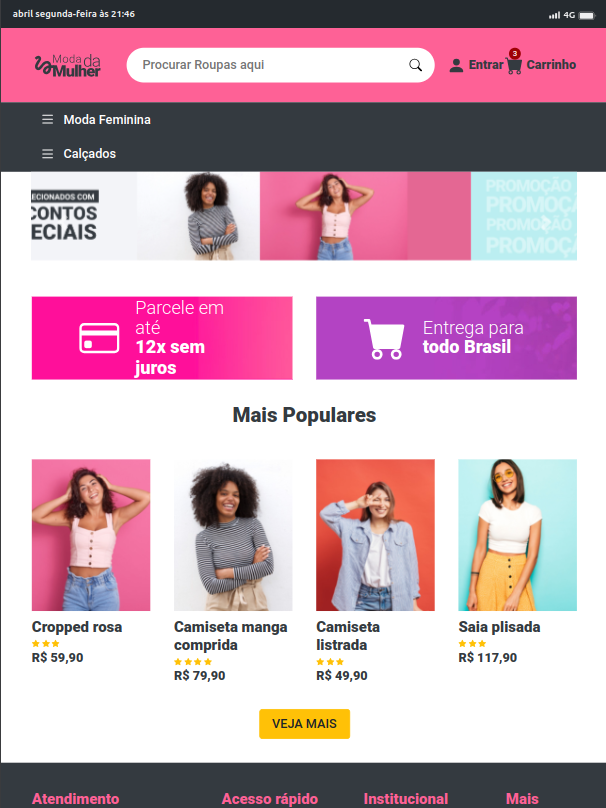 abril segunda-feira às 21:46
4G
Moda da
Mulher
Procurar Roupas aqui
Entrar
3
Carrinho
Moda Feminina
Calçados
ECIONADOS COM
CONTOS
ECIAIS
PROMOÇÃO
PROMOÇA
PROMOÇÃO
PROMOÇA
Parcele em
até
12x sem
juros
Entrega para
todo Brasil
Mais Populares
Cropped rosa
R$ 59,90
Camiseta manga
comprida
R$ 79,90
Camiseta
listrada
R$ 49,90
Saia plisada
R$ 117,90
VEJA MAIS
Atendimento
Acesso rápido
Institucional
Mais